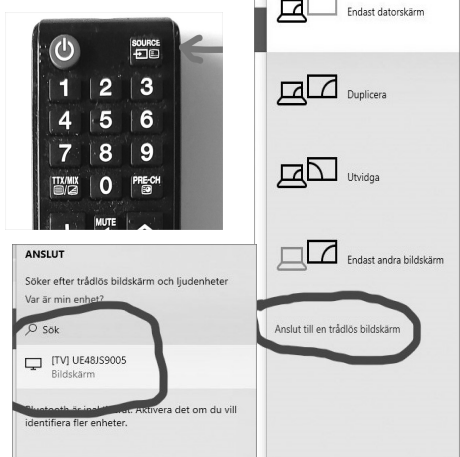 SOURCE
1 2 3
4 5 6
7 8 9
TTX/MIX 0 PRE-CH
MUTE
Endast datorskärm
Duplicera
Utvidga
Endast andra bildskärm
Anslut till en trådlös bildskärm
ANSLUT
Söker efter trådlös bildskärm och ljudenheter
Var är min enhet?
Sök
[TV] UE48JS9005
Bildskärm
Bluetooth är Aktivera det om du vill
identifiera fler enheter.